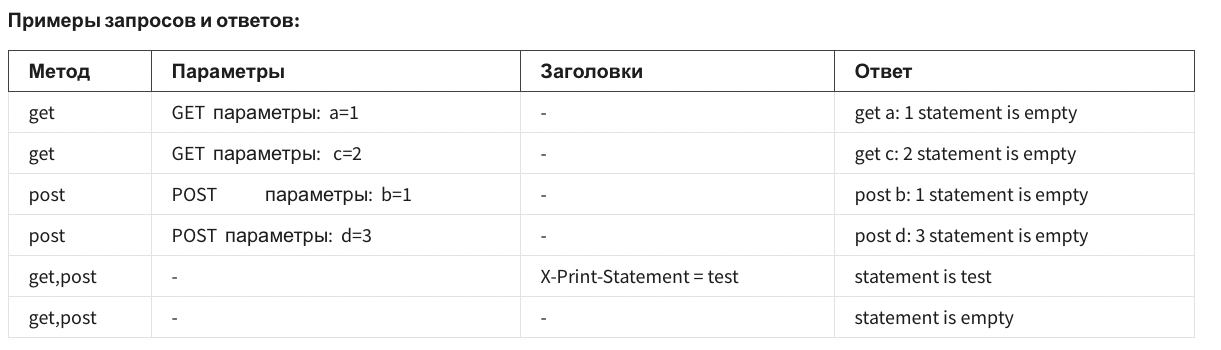 Примеры запросов и ответов:
Метод Параметры Заголовки Ответ
get GET параметры: a=1 - get a: 1 statement is empty
get GET параметры: c=2 - get c: 2 statement is empty
post POST параметры: b=1 - post b: 1 statement is empty
post POST параметры: d=3 - post d: 3 statement is empty
get,post - X-Print-Statement = test statement is test
get,post - - statement is empty